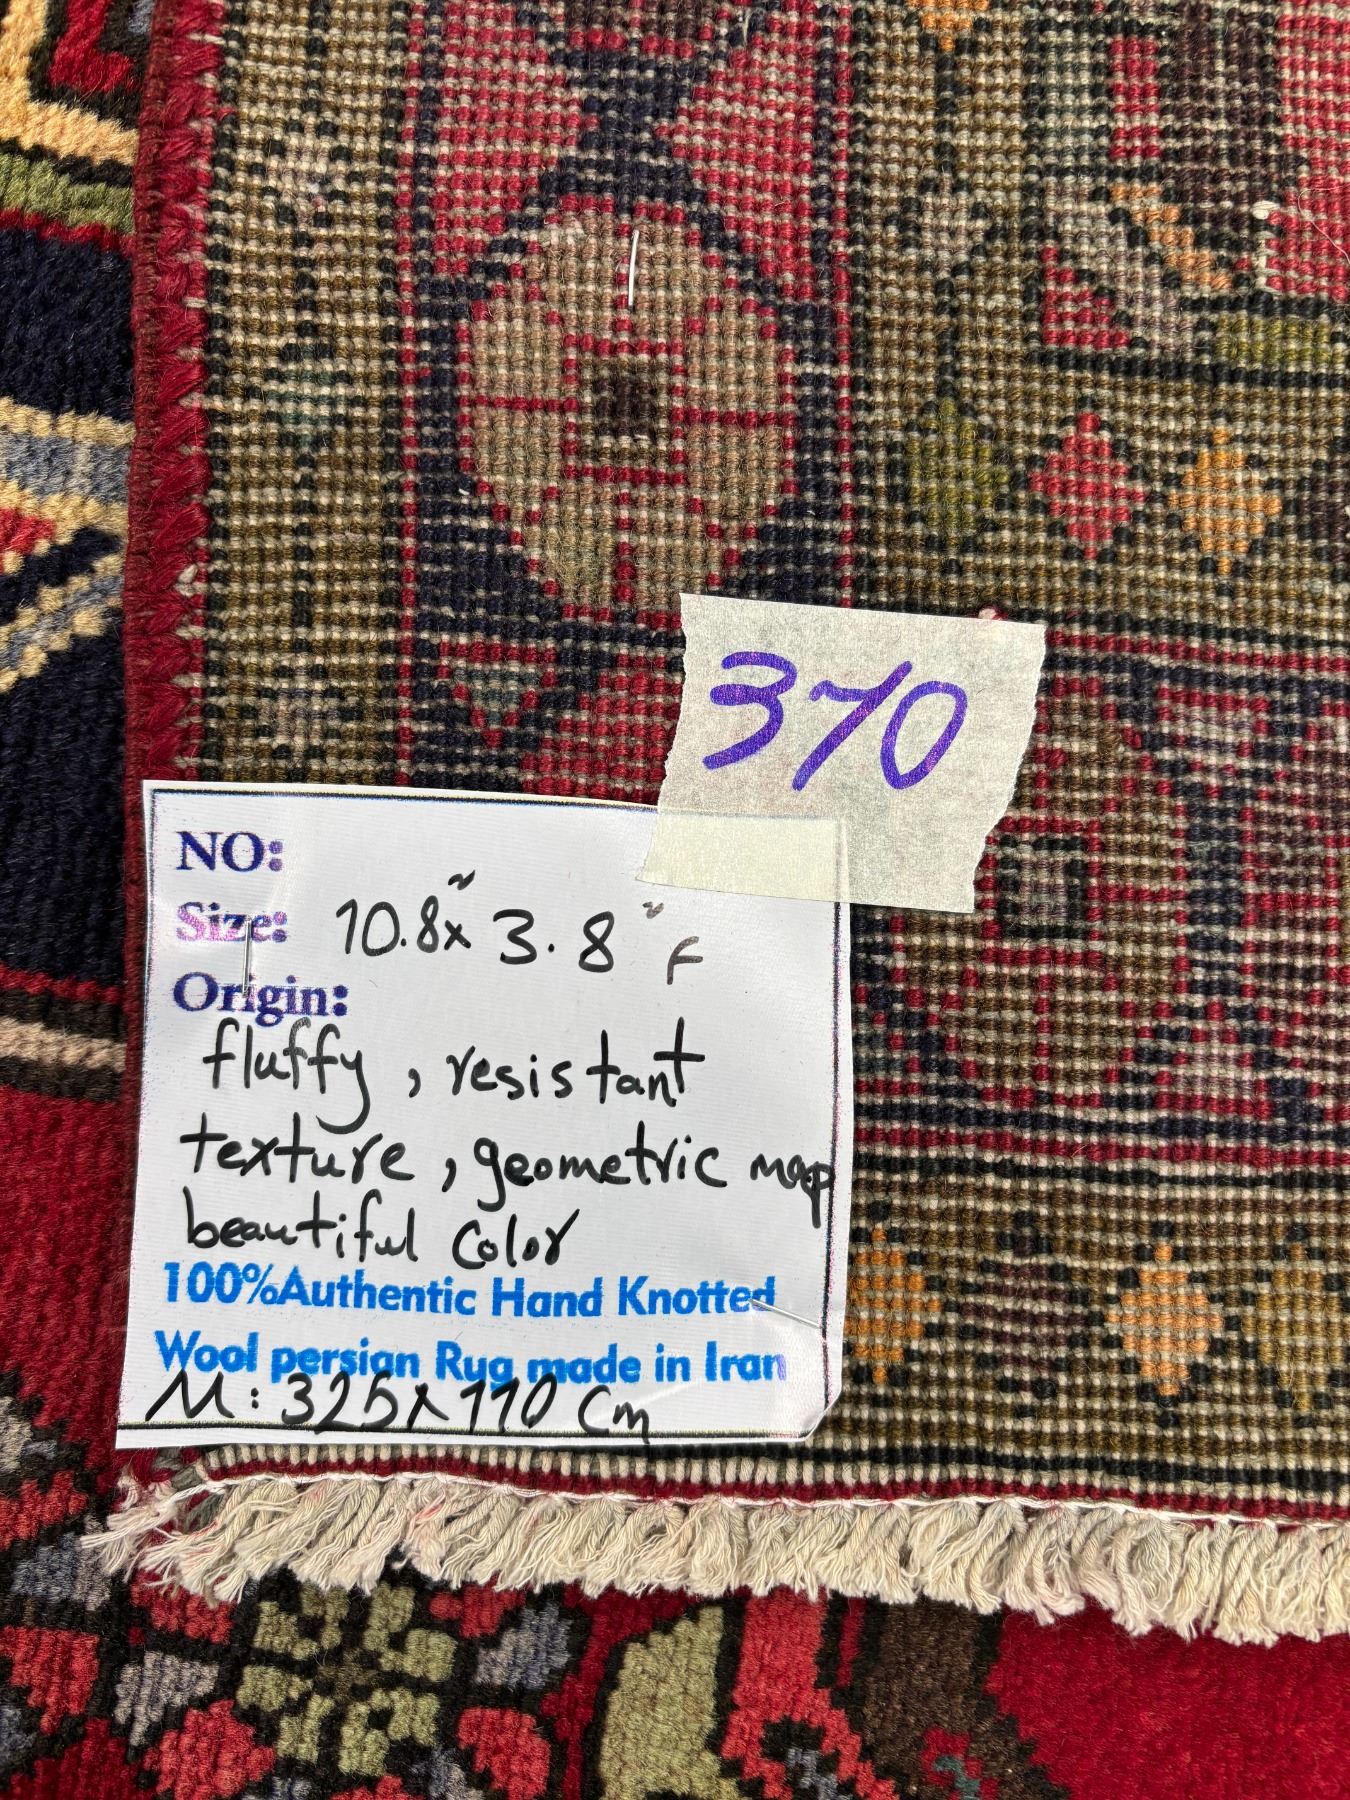 370
NO:
Size: 10.8" x 3.8" F
Origin:
fluffy, resistant
texture, geometric map
beautiful color
100%Authentic Hand Knotted
Wool persian Rug made in Iran
M: 325x110 cm